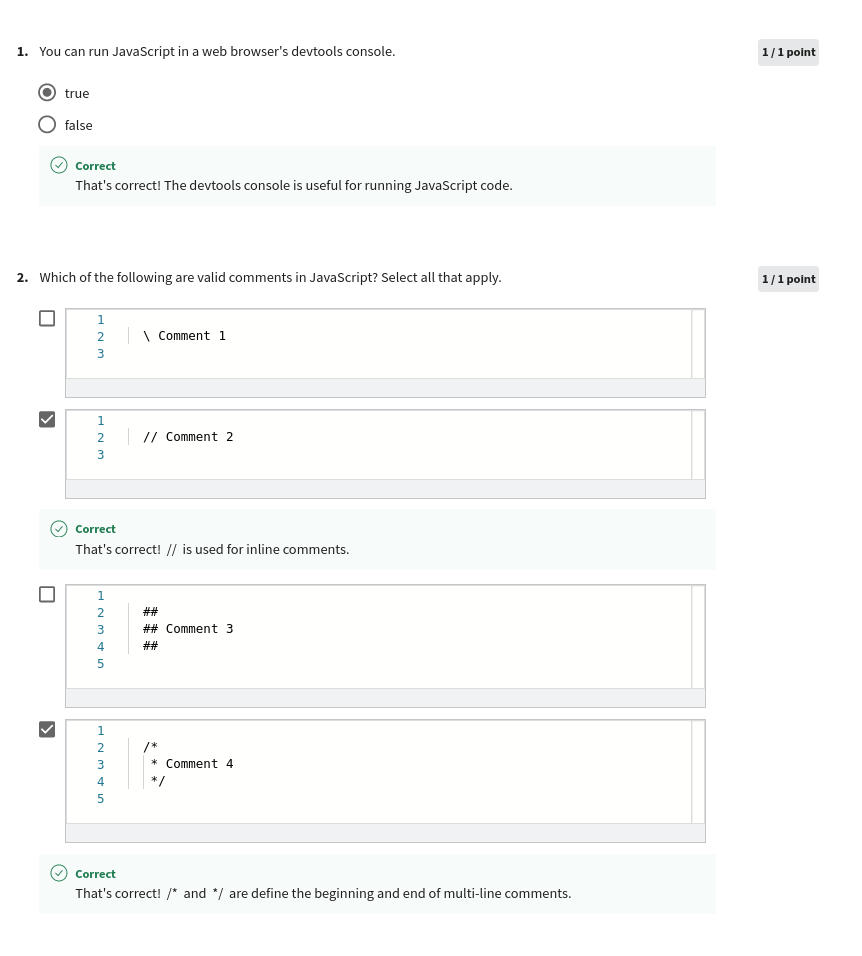 1. You can run JavaScript in a web browser's devtools console.
1 / 1 point
true
false
Correct
That's correct! The devtools console is useful for running JavaScript code.
2. Which of the following are valid comments in JavaScript? Select all that apply.
1 / 1 point
1
2 \ Comment 1
3
1
2 // Comment 2
3
Correct
That's correct! // is used for inline comments.
1
2 ##
3 ## Comment 3
4 ##
5
1
2 /*
3 * Comment 4
4 */
5
Correct
That's correct! /* and */ are define the beginning and end of multi-line comments.